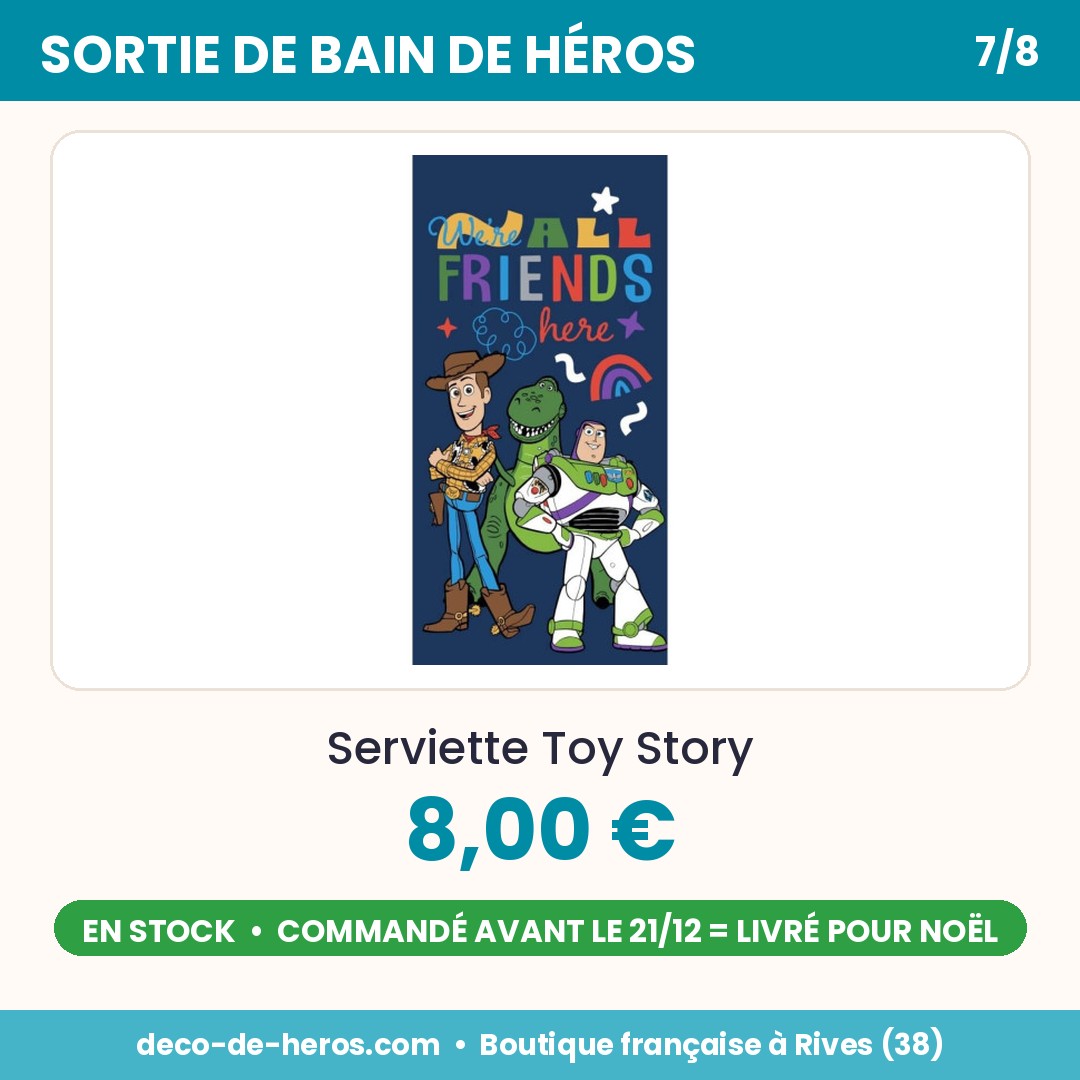 SORTIE DE BAIN DE HÉROS
7/8
We're ALL
FRIENDS
here
Serviette Toy Story
8,00 €
EN STOCK • COMMANDÉ AVANT LE 21/12 = LIVRÉ POUR NOËL
deco-de-heros.com • Boutique française à Rives (38)